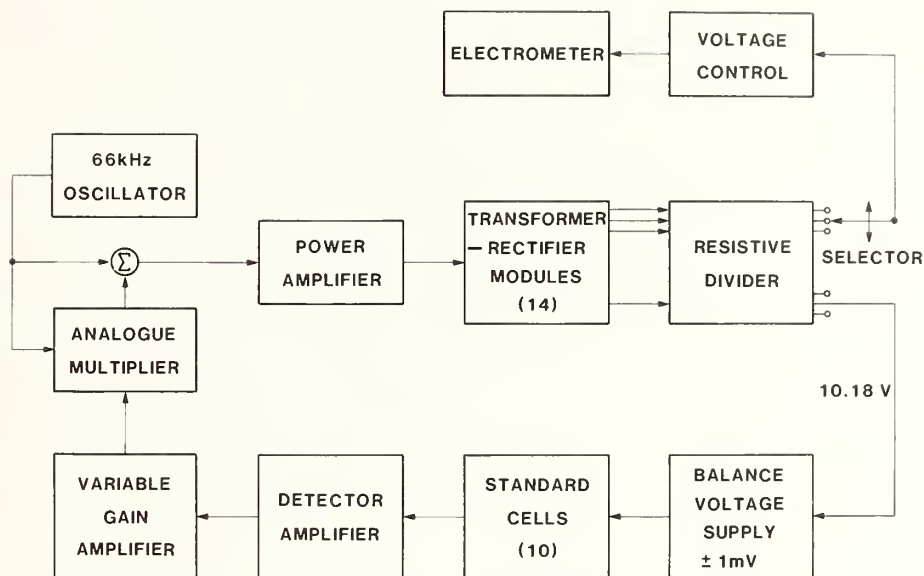 ELECTROMETER
VOLTAGE
CONTROL
66kHz
OSCILLATOR
Σ
POWER
AMPLIFIER
TRANSFORMER
– RECTIFIER
MODULES
(14)
RESISTIVE
DIVIDER
SELECTOR
ANALOGUE
MULTIPLIER
10.18 V
VARIABLE
GAIN
AMPLIFIER
DETECTOR
AMPLIFIER
STANDARD
CELLS
(10)
BALANCE
VOLTAGE
SUPPLY
± 1mV